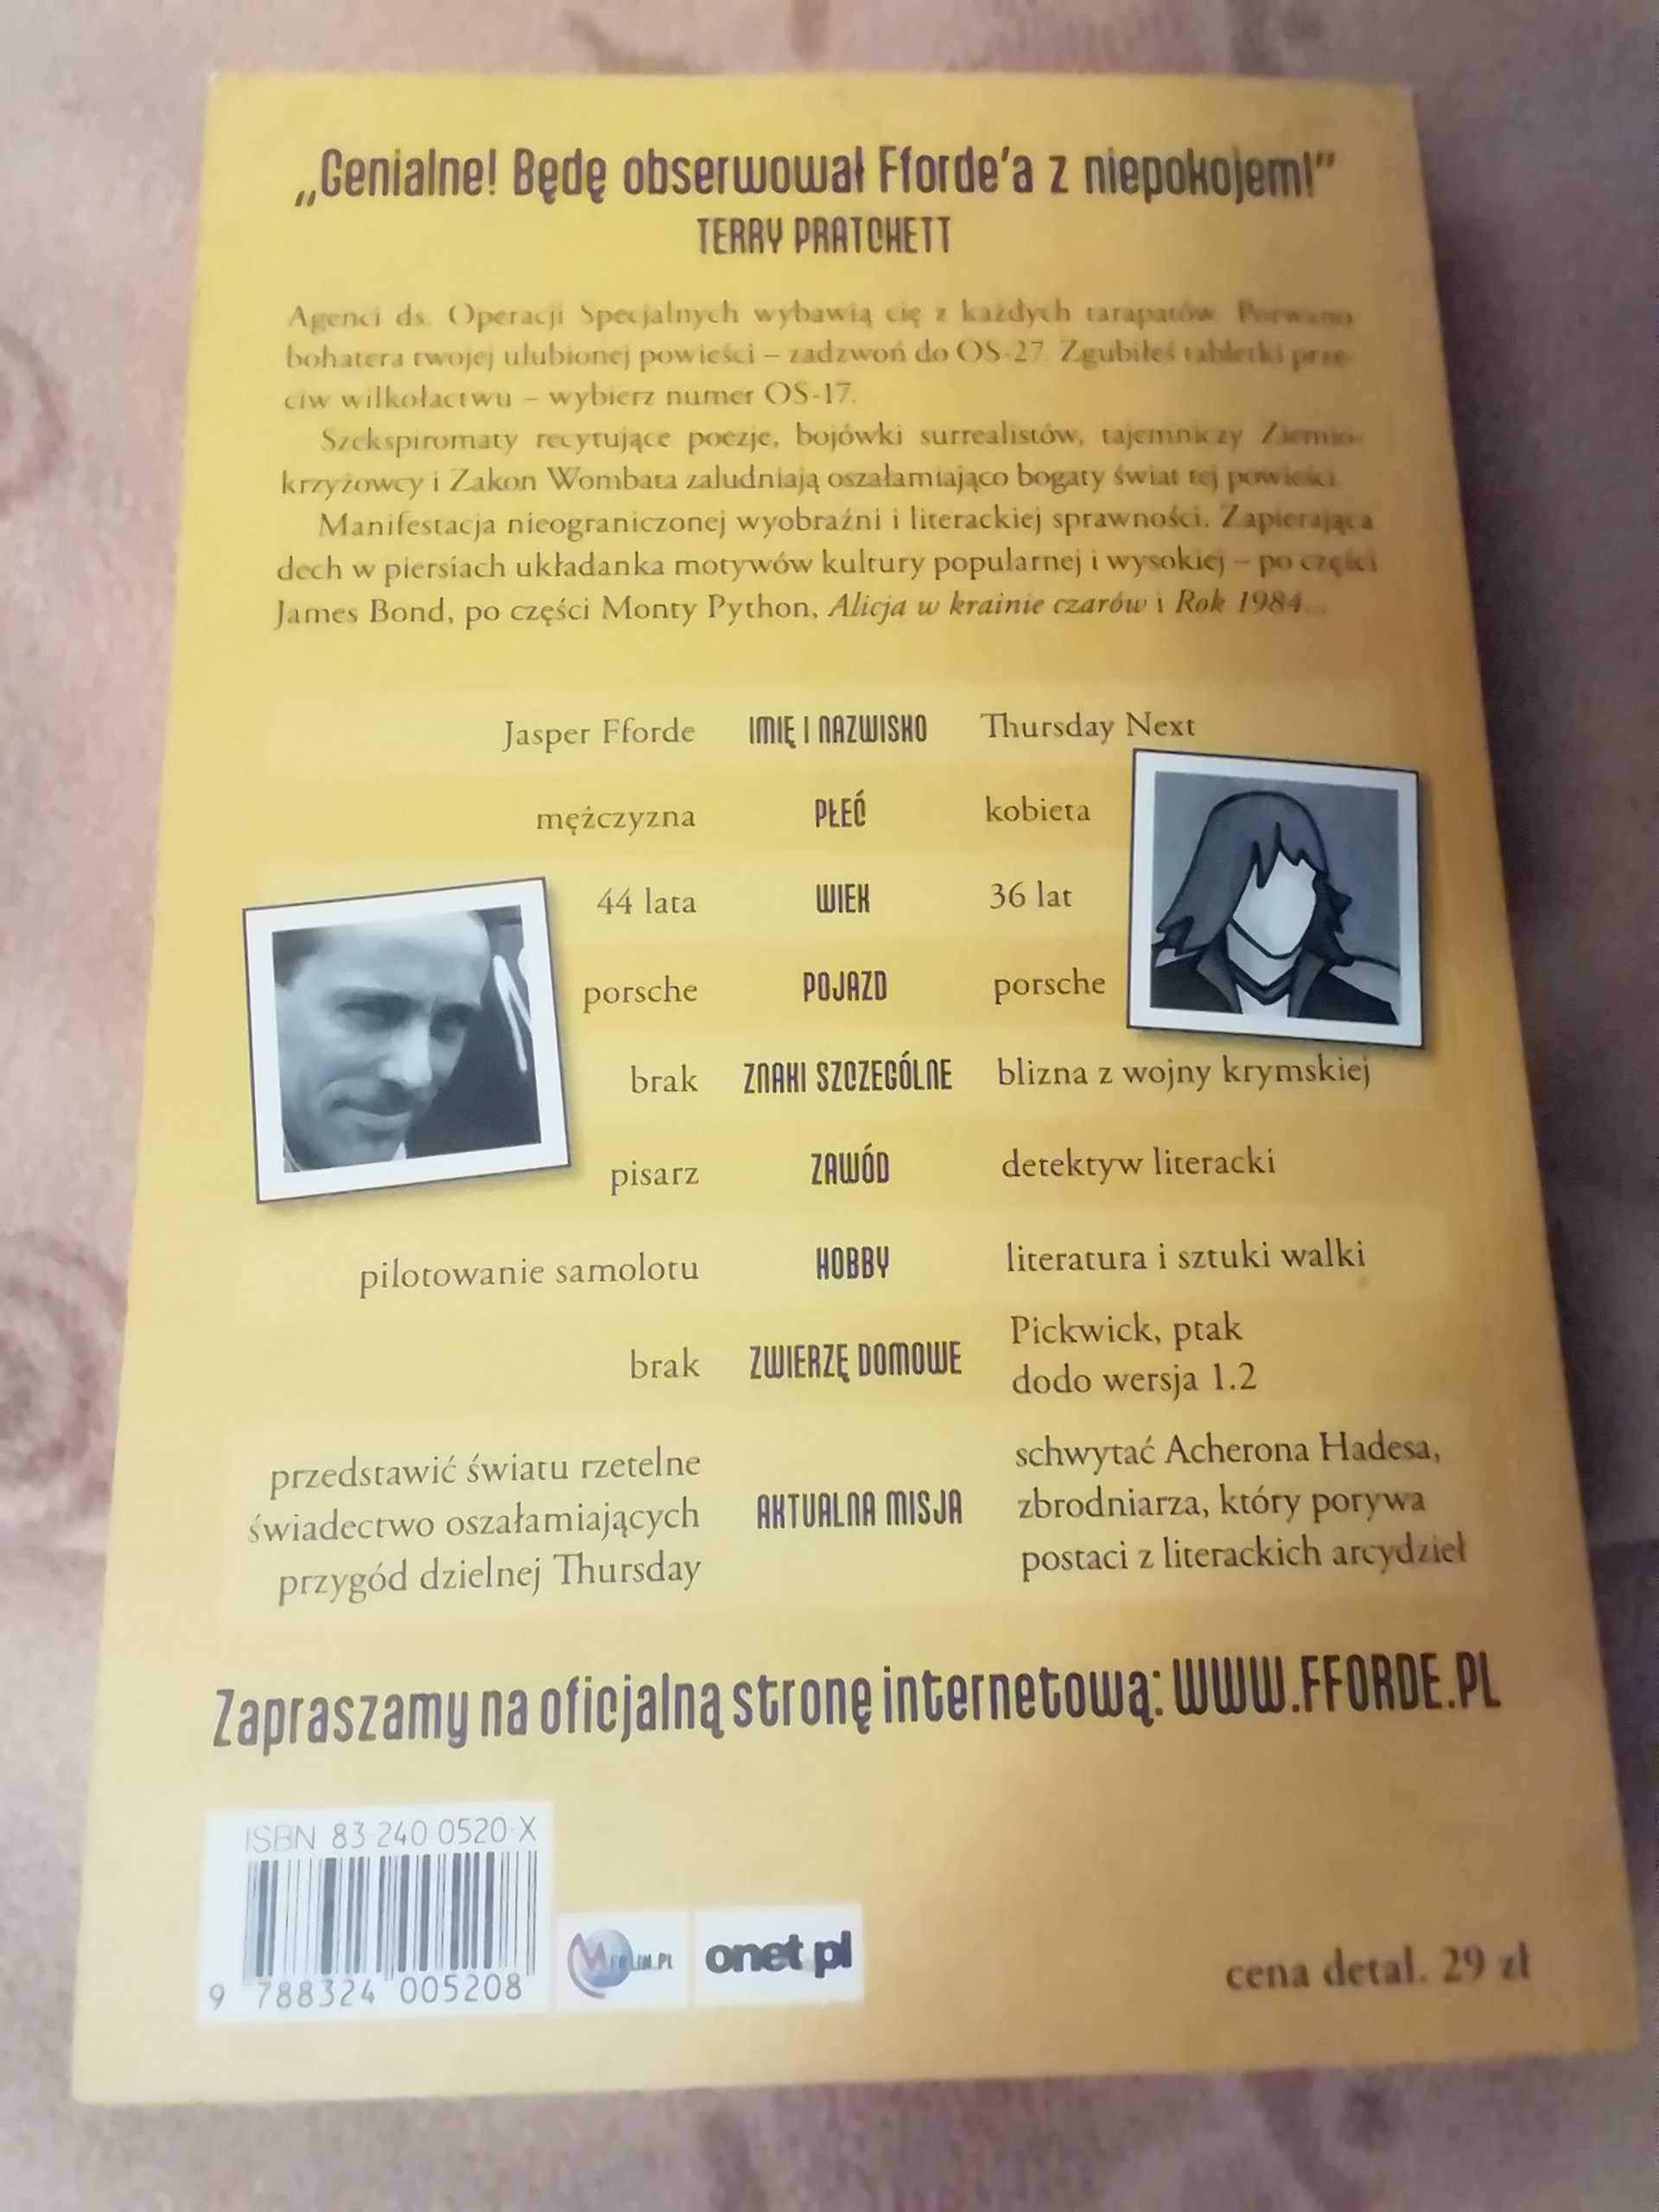 „Genialne! Będę obserwował Fforde'a z niepokojem!”
TERRY PRATCHETT
Agenci ds. Operacji Specjalnych wybawią cię z każdych tarapatów. Porwano
bohatera twojej ulubionej powieści – zadzwoń do OS-27. Zgubiłeś tabletki prze-
ciw wilkołactwu – wybierz numer OS-17.
Szekspiromaty recytujące poezje, bojówki surrealistów, tajemniczy Ziemio-
krzyżowcy i Zakon Wombata zaludniają oszałamiająco bogaty świat tej powieści.
Manifestacja nieograniczonej wyobraźni i literackiej sprawności. Zapierająca
dech w piersiach układanka motywów kultury popularnej i wysokiej – po części
James Bond, po części Monty Python, Alicja w krainie czarów i Rok 1984...
Jasper Fforde IMIĘ I NAZWISKO Thursday Next
mężczyzna PŁEĆ kobieta
44 lata WIEK 36 lat
porsche POJAZD porsche
brak ZNAKI SZCZEGÓLNE blizna z wojny krymskiej
pisarz ZAWÓD detektyw literacki
pilotowanie samolotu HOBBY literatura i sztuki walki
brak ZWIERZĘ DOMOWE Pickwick, ptak
dodo wersja 1.2
przedstawić światu rzetelne
świadectwo oszałamiających
przygód dzielnej Thursday
AKTUALNA MISJA
schwytać Acherona Hadesa,
zbrodniarza, który porywa
postaci z literackich arcydzieł
Zapraszamy na oficjalną stronę internetową: WWW.FFORDE.PL
ISBN 83-240-0520-X
9 788324 005208
MERLIN.PL
onet pl
cena detal. 29 zł